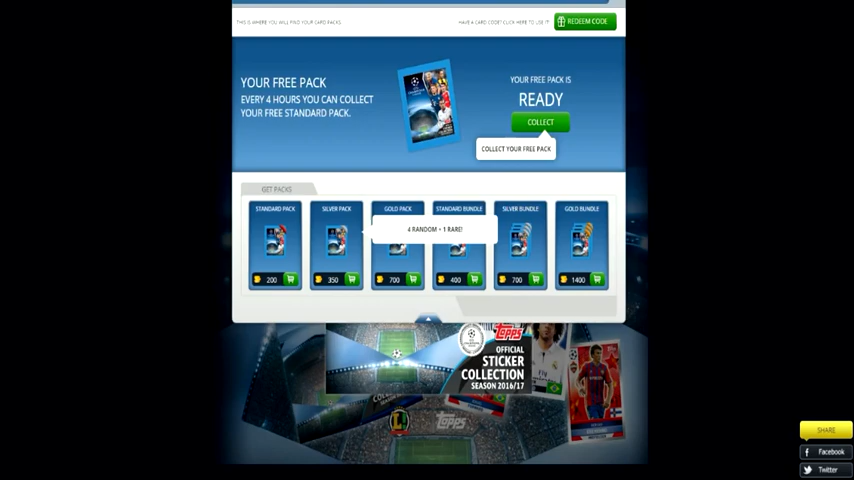 THIS IS WHERE YOU WILL FIND YOUR CARD PACKS
HAVE A CARD CODE? CLICK HERE TO USE IT
REDEEM CODE
YOUR FREE PACK
EVERY 4 HOURS YOU CAN COLLECT
YOUR FREE STANDARD PACK.
YOUR FREE PACK IS
READY
COLLECT
COLLECT YOUR FREE PACK
GET PACKS
STANDARD PACK
SILVER PACK
GOLD PACK
STANDARD BUNDLE
SILVER BUNDLE
GOLD BUNDLE
4 RANDOM + 1 RARE!
200
350
700
400
700
1400
Topps
OFFICIAL
STICKER
COLLECTION
SEASON 2016/17
Topps
SHARE
Facebook
Twitter